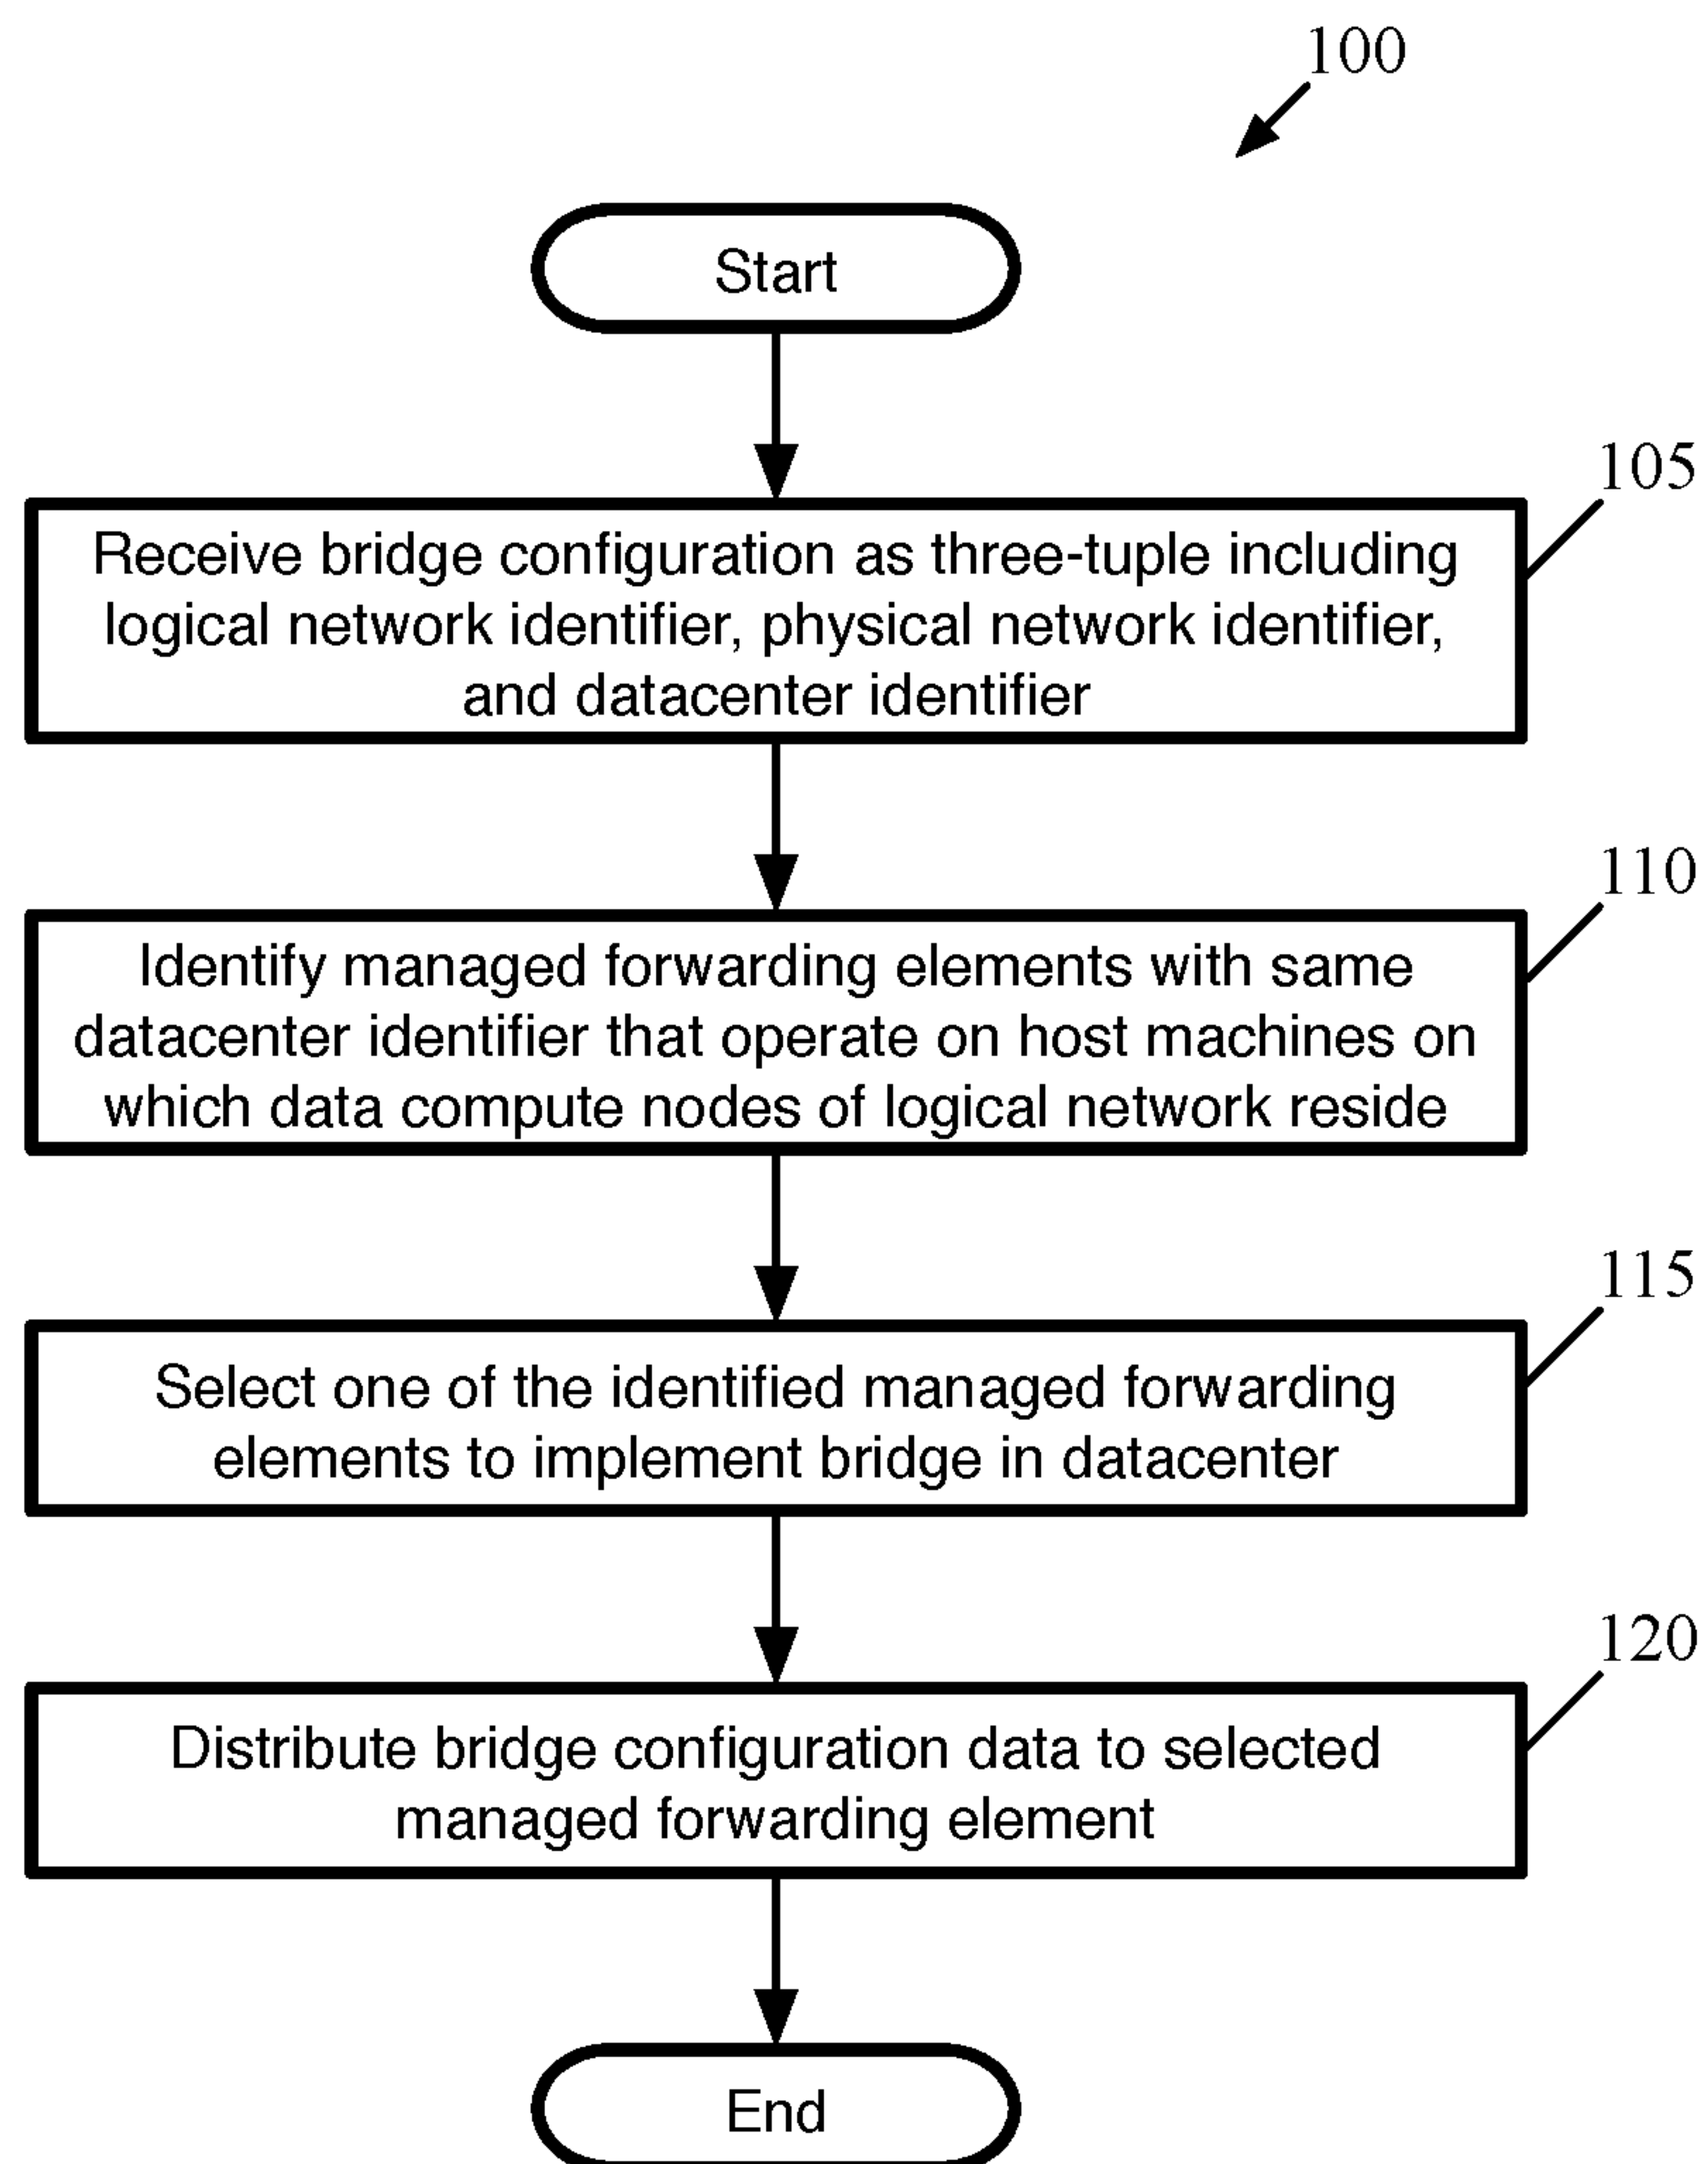 100
Start
105
Receive bridge configuration as three-tuple including
logical network identifier, physical network identifier,
and datacenter identifier
110
Identify managed forwarding elements with same
datacenter identifier that operate on host machines on
which data compute nodes of logical network reside
115
Select one of the identified managed forwarding
elements to implement bridge in datacenter
120
Distribute bridge configuration data to selected
managed forwarding element
End